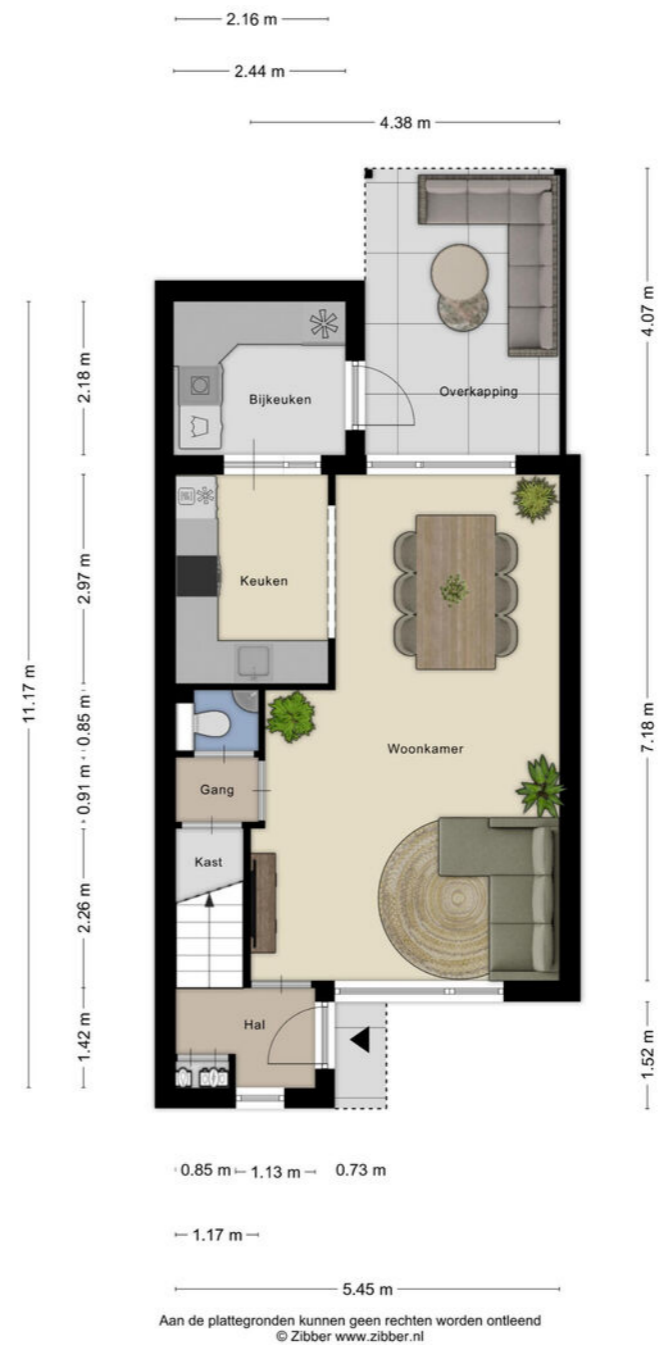 2.16 m
2.44 m
4.38 m
4.07 m
2.18 m
Bijkeuken
Overkapping
2.97 m
Keuken
11.17 m
0.85 m
7.18 m
Woonkamer
0.91 m
Gang
Kast
2.26 m
Hal
1.42 m
1.52 m
0.85 m
1.13 m
0.73 m
1.17 m
5.45 m
Aan de plattegronden kunnen geen rechten worden ontleend
© Zibber www.zibber.nl